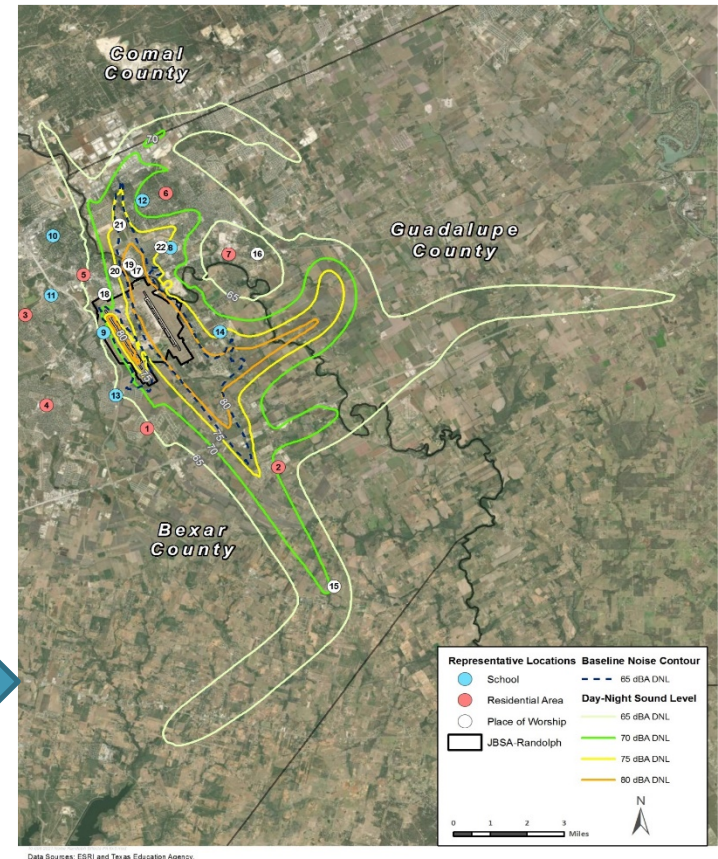 Comal
County
70
12
6
21
10
22
8
7
16
19
5
20
17
65
18
11
3
9
14
80
75
13
4
80
1
75
70
65
2
Guadalupe
County
Bexar
County
15
Representative Locations
School
Residential Area
Place of Worship
JBSA-Randolph
Baseline Noise Contour
65 dBA DNL
Day-Night Sound Level
65 dBA DNL
70 dBA DNL
75 dBA DNL
80 dBA DNL
N
0 1 2 3
Miles
Data Sources: ESRI and Texas Education Agency.